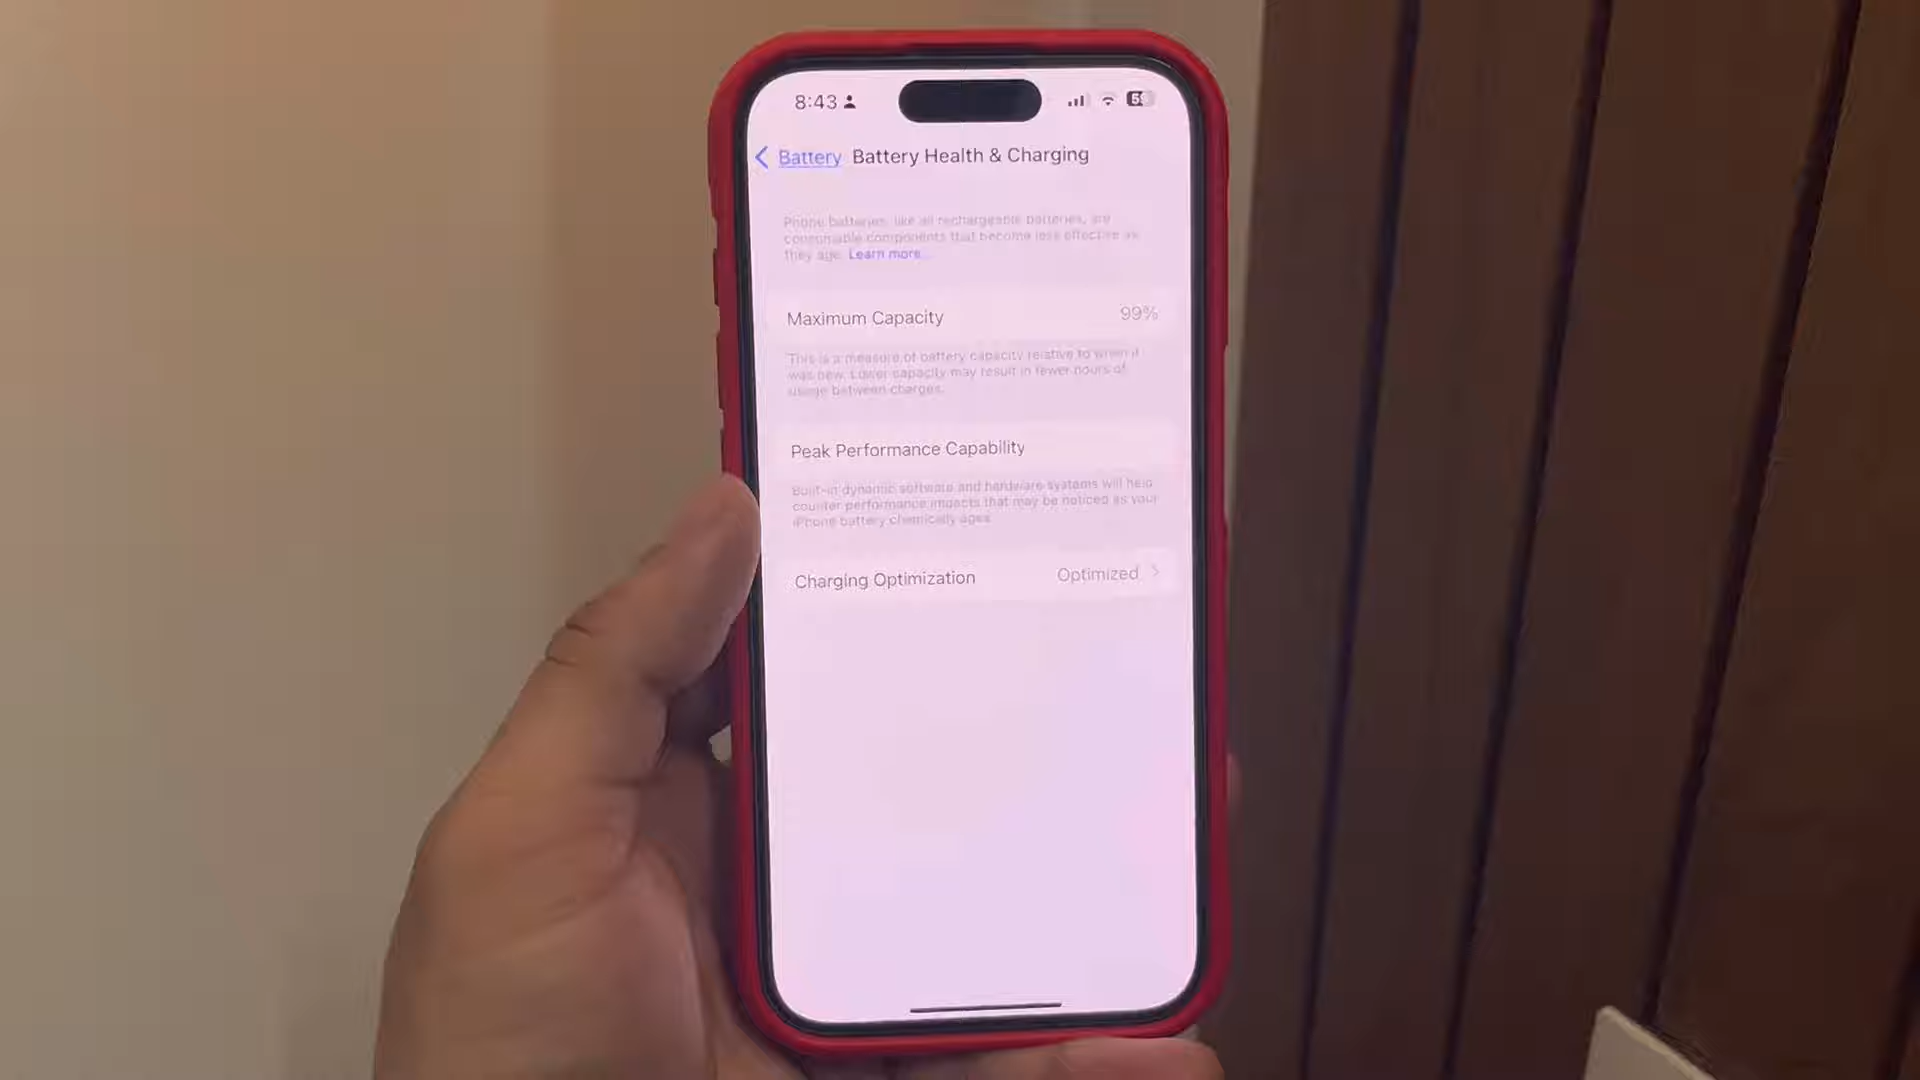 8:43
Battery Battery Health & Charging
Phone batteries, like all rechargeable batteries, are
consumable components that become less effective as
they age. Learn more...
Maximum Capacity 99%
This is a measure of battery capacity relative to when it
was new. Lower capacity may result in fewer hours of
usage between charges.
Peak Performance Capability
Built-in dynamic software and hardware systems will help
counter performance impacts that may be noticed as your
iPhone battery chemically ages.
Charging Optimization Optimized